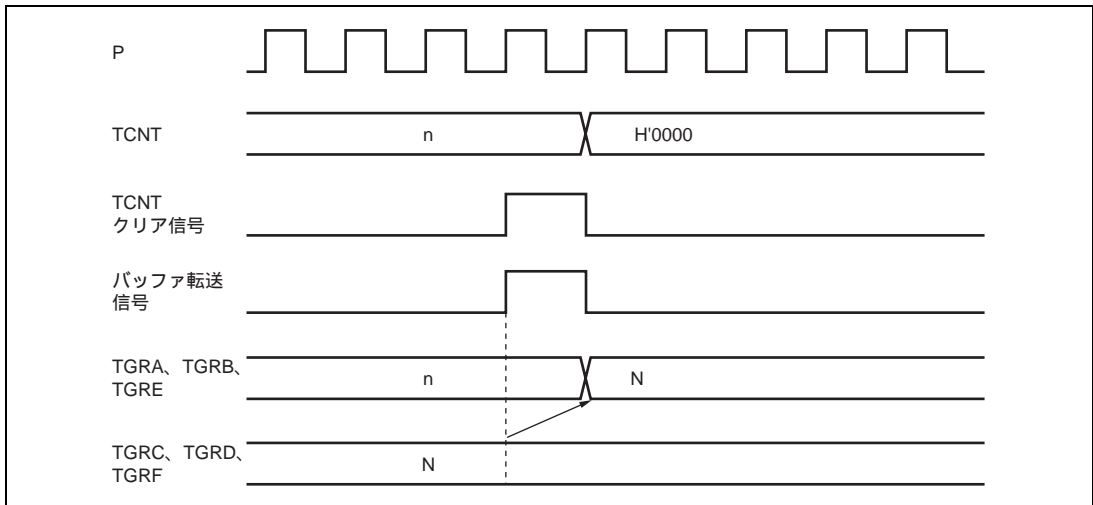 P
TCNT
n
H'0000
TCNT
クリア信号
バッファ転送
信号
TGRA、TGRB、
TGRE
n
N
TGRC、TGRD、
TGRF
N